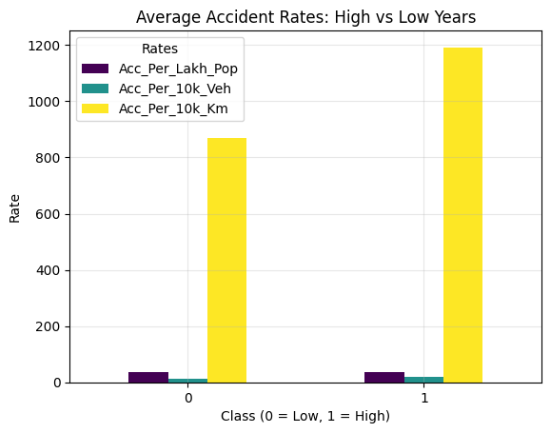 Average Accident Rates: High vs Low Years
Rates
Acc_Per_Lakh_Pop
Acc_Per_10k_Veh
Acc_Per_10k_Km
1200
1000
800
600
400
200
0
Rate
0
1
Class (0 = Low, 1 = High)